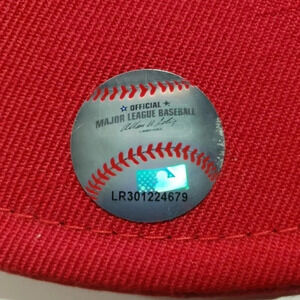 OFFICIAL
MAJOR LEAGUE BASEBALL
LR301224679